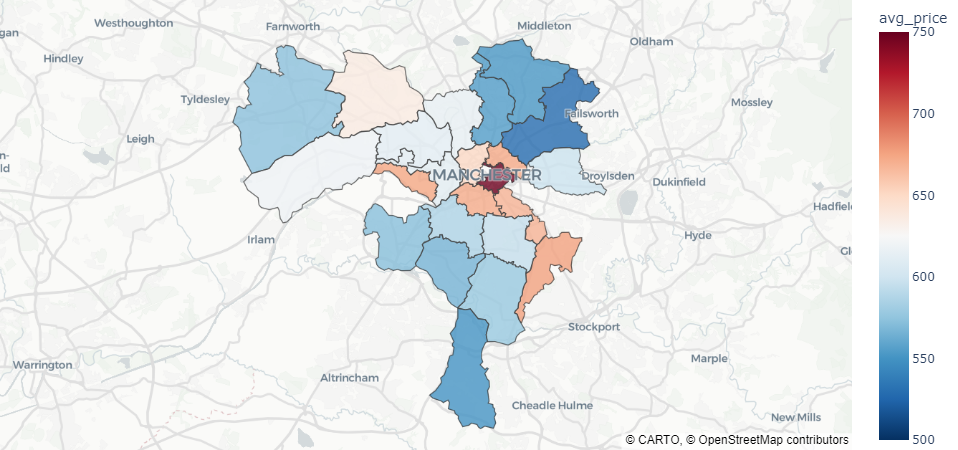 avg_price
Westhoughton
Farnworth
Middleton
gan
Oldham
Hindley
Tyldesley
Mossley
Failsworth
Leigh
n-
ld
MANCHESTER
Droylsden
Dukinfield
Hadfiel
Irlam
Hyde
Gl
Stockport
Warrington
Marple
Altrincham
Cheadle Hulme
New Mills
© CARTO, © OpenStreetMap contributors
750
700
650
600
550
500